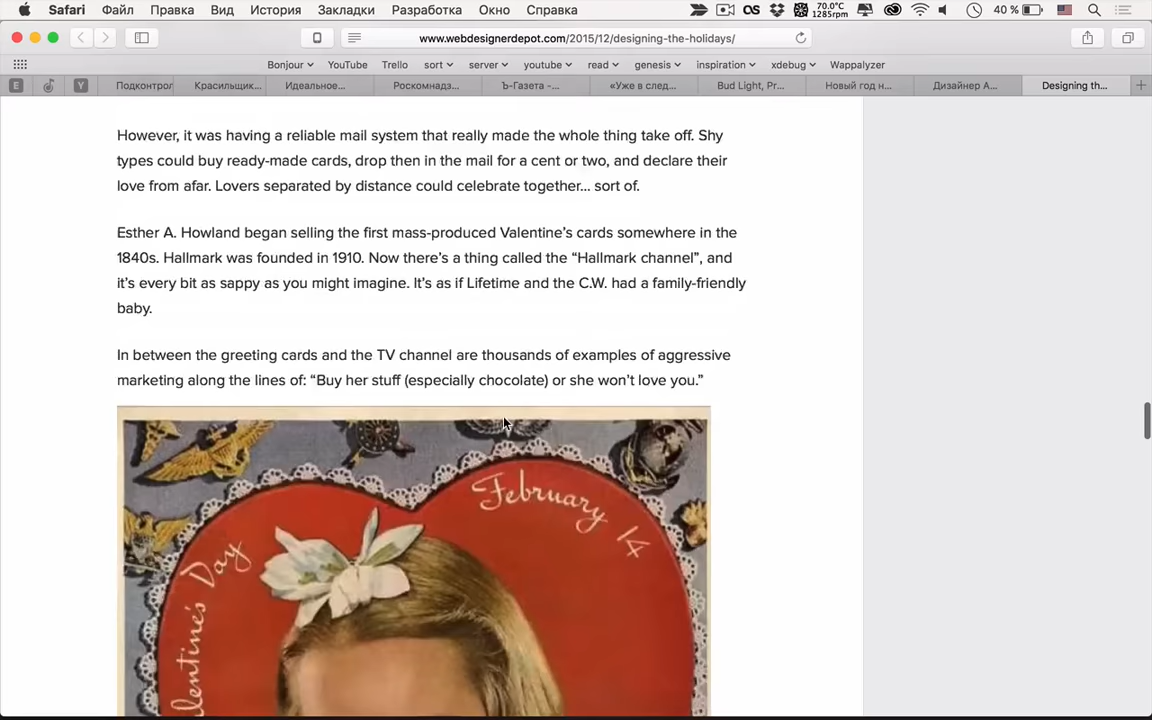 Safari Файл Правка Вид История Закладки Разработка Окно Справка 70.0°C 1285rpm 40 %
www.webdesignerdepot.com/2015/12/designing-the-holidays/
Bonjour YouTube Trello sort server youtube read genesis inspiration xdebug Wappalyzer
E Y Подконтрол Красильщик... Идеальное... Роскомнадз... Ъ-Газета -... «Уже в след... Bud Light, Pr... Новый год н... Дизайнер А... Designing th...
However, it was having a reliable mail system that really made the whole thing take off. Shy
types could buy ready-made cards, drop then in the mail for a cent or two, and declare their
love from afar. Lovers separated by distance could celebrate together... sort of.
Esther A. Howland began selling the first mass-produced Valentine’s cards somewhere in the
1840s. Hallmark was founded in 1910. Now there’s a thing called the “Hallmark channel”, and
it’s every bit as sappy as you might imagine. It’s as if Lifetime and the C.W. had a family-friendly
baby.
In between the greeting cards and the TV channel are thousands of examples of aggressive
marketing along the lines of: “Buy her stuff (especially chocolate) or she won’t love you.”
February 14
alentine's Day